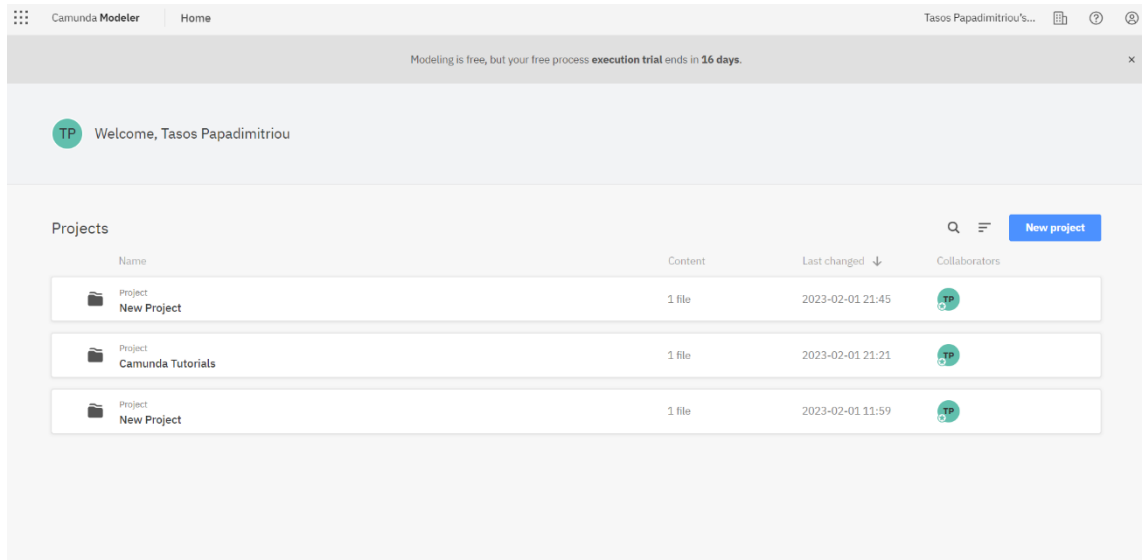 Camunda Modeler Home Tasos Papadimitriou's...
Modeling is free, but your free process execution trial ends in 16 days.
TP Welcome, Tasos Papadimitriou
Projects New project
Name Content Last changed Collaborators
Project
New Project 1 file 2023-02-01 21:45 TP
Project
Camunda Tutorials 1 file 2023-02-01 21:21 TP
Project
New Project 1 file 2023-02-01 11:59 TP